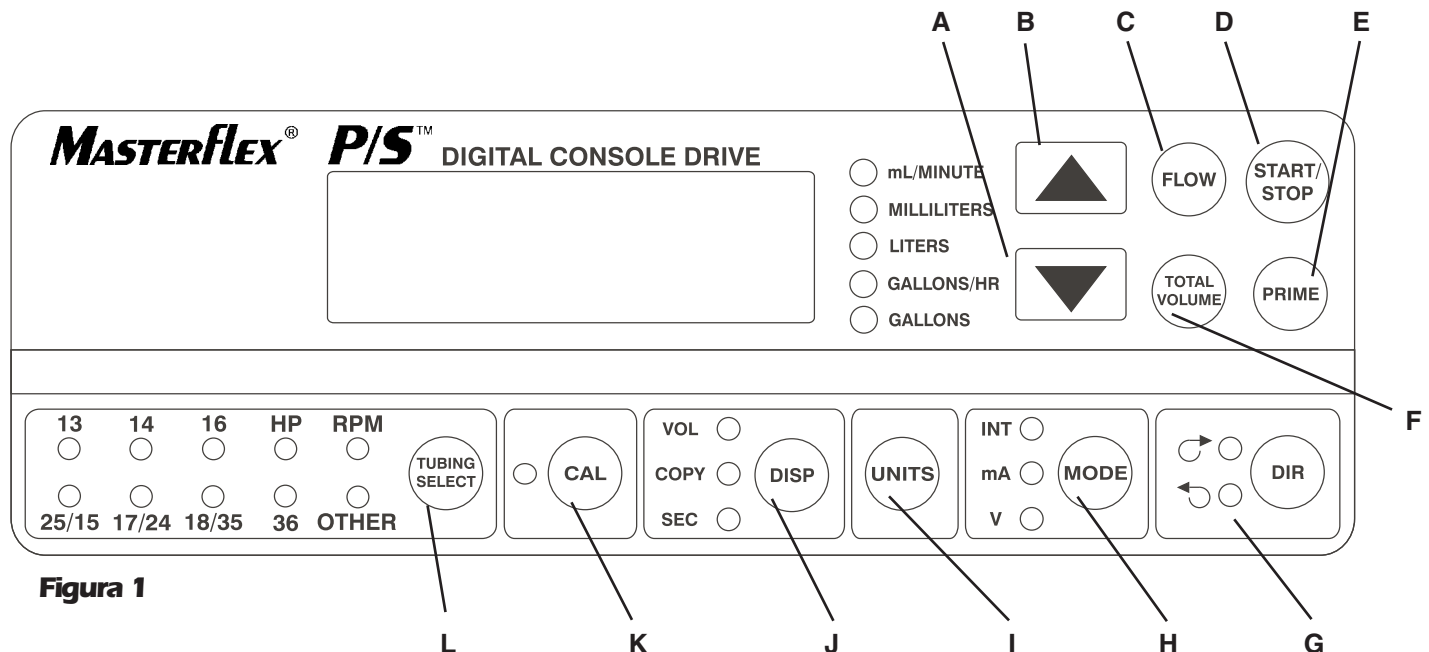 A B C D E
MASTERFLEX® P/S™ DIGITAL CONSOLE DRIVE
mL/MINUTE
MILLILITERS
LITERS
GALLONS/HR
GALLONS
FLOW
START/
STOP
TOTAL
VOLUME
PRIME
F
13 14 16 HP RPM
25/15 17/24 18/35 36 OTHER
TUBING
SELECT
CAL
VOL
COPY
SEC
DISP
UNITS
INT
mA
V
MODE
DIR
Figura 1
L K J I H G